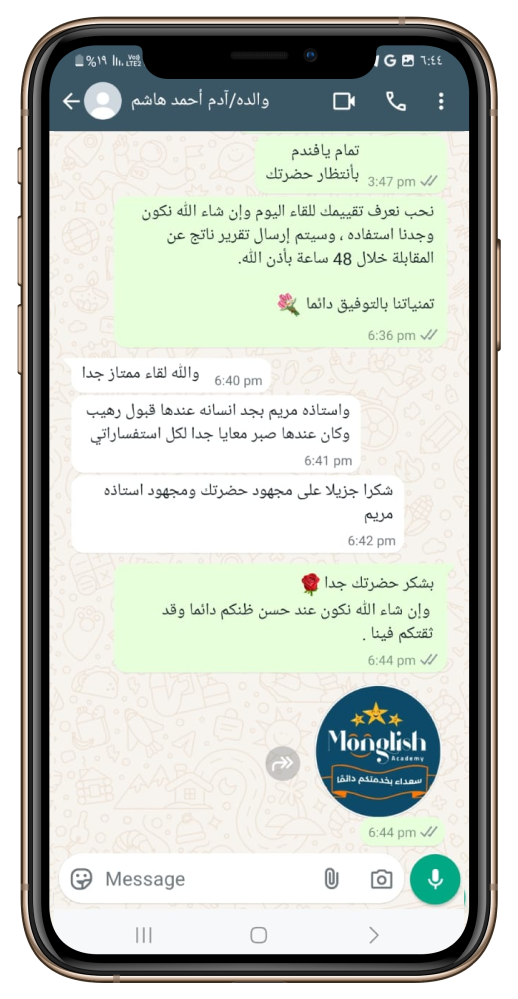 %١٩ Vo)) LTE2 G ٦:٤٤
والده/آدم أحمد هاشم
تمام يافندم
بأنتظار حضرتك
3:47 pm
نحب نعرف تقييمك للقاء اليوم وإن شاء الله نكون
وجدنا استفاده ، وسيتم إرسال تقرير ناتج عن
المقابلة خلال 48 ساعة بأذن الله.
تمنياتنا بالتوفيق دائما 💐
6:36 pm
والله لقاء ممتاز جدا
6:40 pm
واستاذه مريم بجد انسانه عندها قبول رهيب
وكان عندها صبر معايا جدا لكل استفساراتي
6:41 pm
شكرا جزيلا على مجهود حضرتك ومجهود استاذه
مريم
6:42 pm
بشكر حضرتك جدا 🌹
وإن شاء الله نكون عند حسن ظنكم دائما وقد
ثقتكم فينا .
6:44 pm
Monglish
Academy
سعداء بخدمتكم دائمًا
6:44 pm
Message